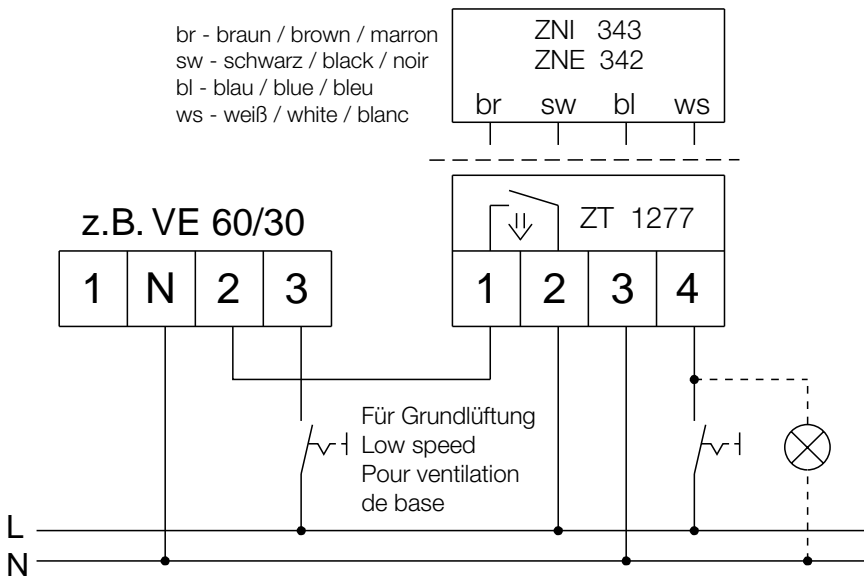 br - braun / brown / marron
sw - schwarz / black / noir
bl - blau / blue / bleu
ws - weiß / white / blanc
ZNI 343
ZNE 342
br sw bl ws
z.B. VE 60/30
ZT 1277
1 N 2 3
1 2 3 4
Für Grundlüftung
Low speed
Pour ventilation
de base
L
N